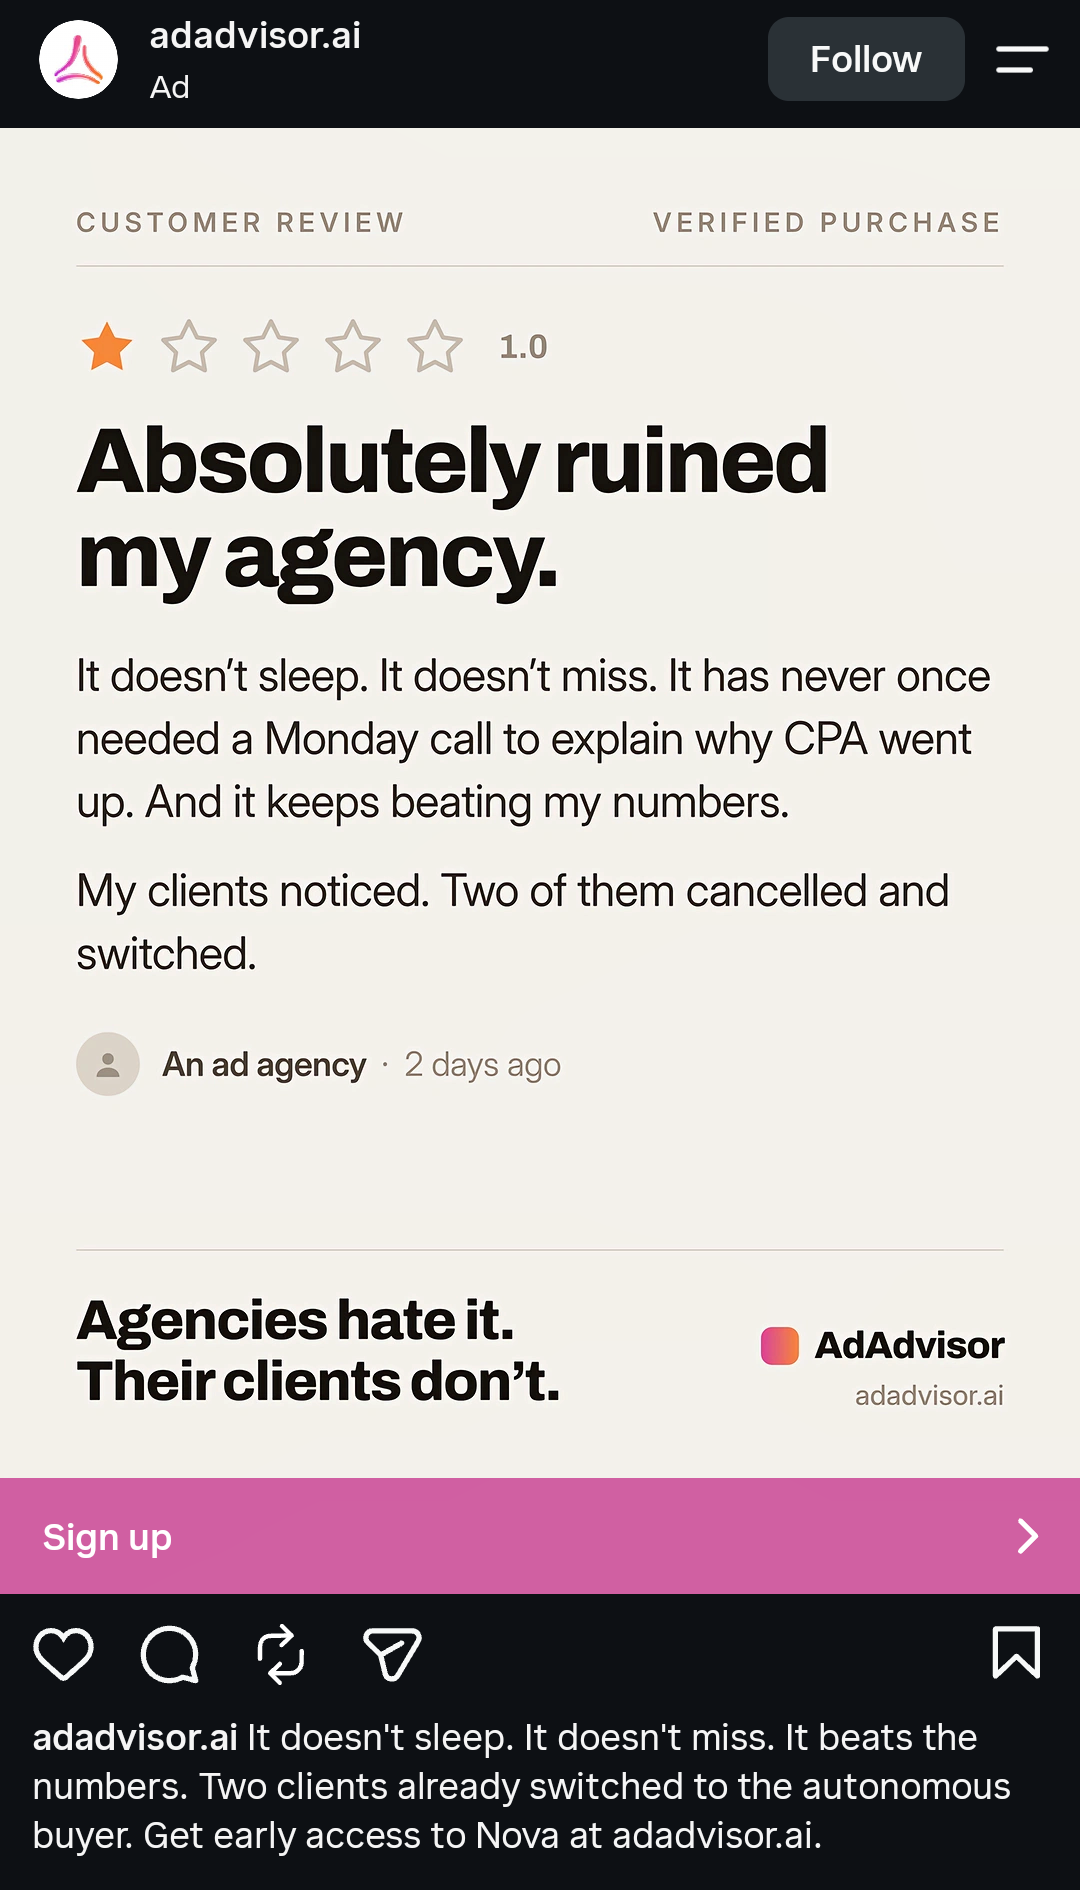 adadvisor.ai
Ad
Follow
CUSTOMER REVIEW
VERIFIED PURCHASE
1.0
Absolutely ruined
my agency.
It doesn’t sleep. It doesn’t miss. It has never once
needed a Monday call to explain why CPA went
up. And it keeps beating my numbers.
My clients noticed. Two of them cancelled and
switched.
An ad agency · 2 days ago
Agencies hate it.
Their clients don’t.
AdAdvisor
adadvisor.ai
Sign up
adadvisor.ai It doesn't sleep. It doesn't miss. It beats the
numbers. Two clients already switched to the autonomous
buyer. Get early access to Nova at adadvisor.ai.